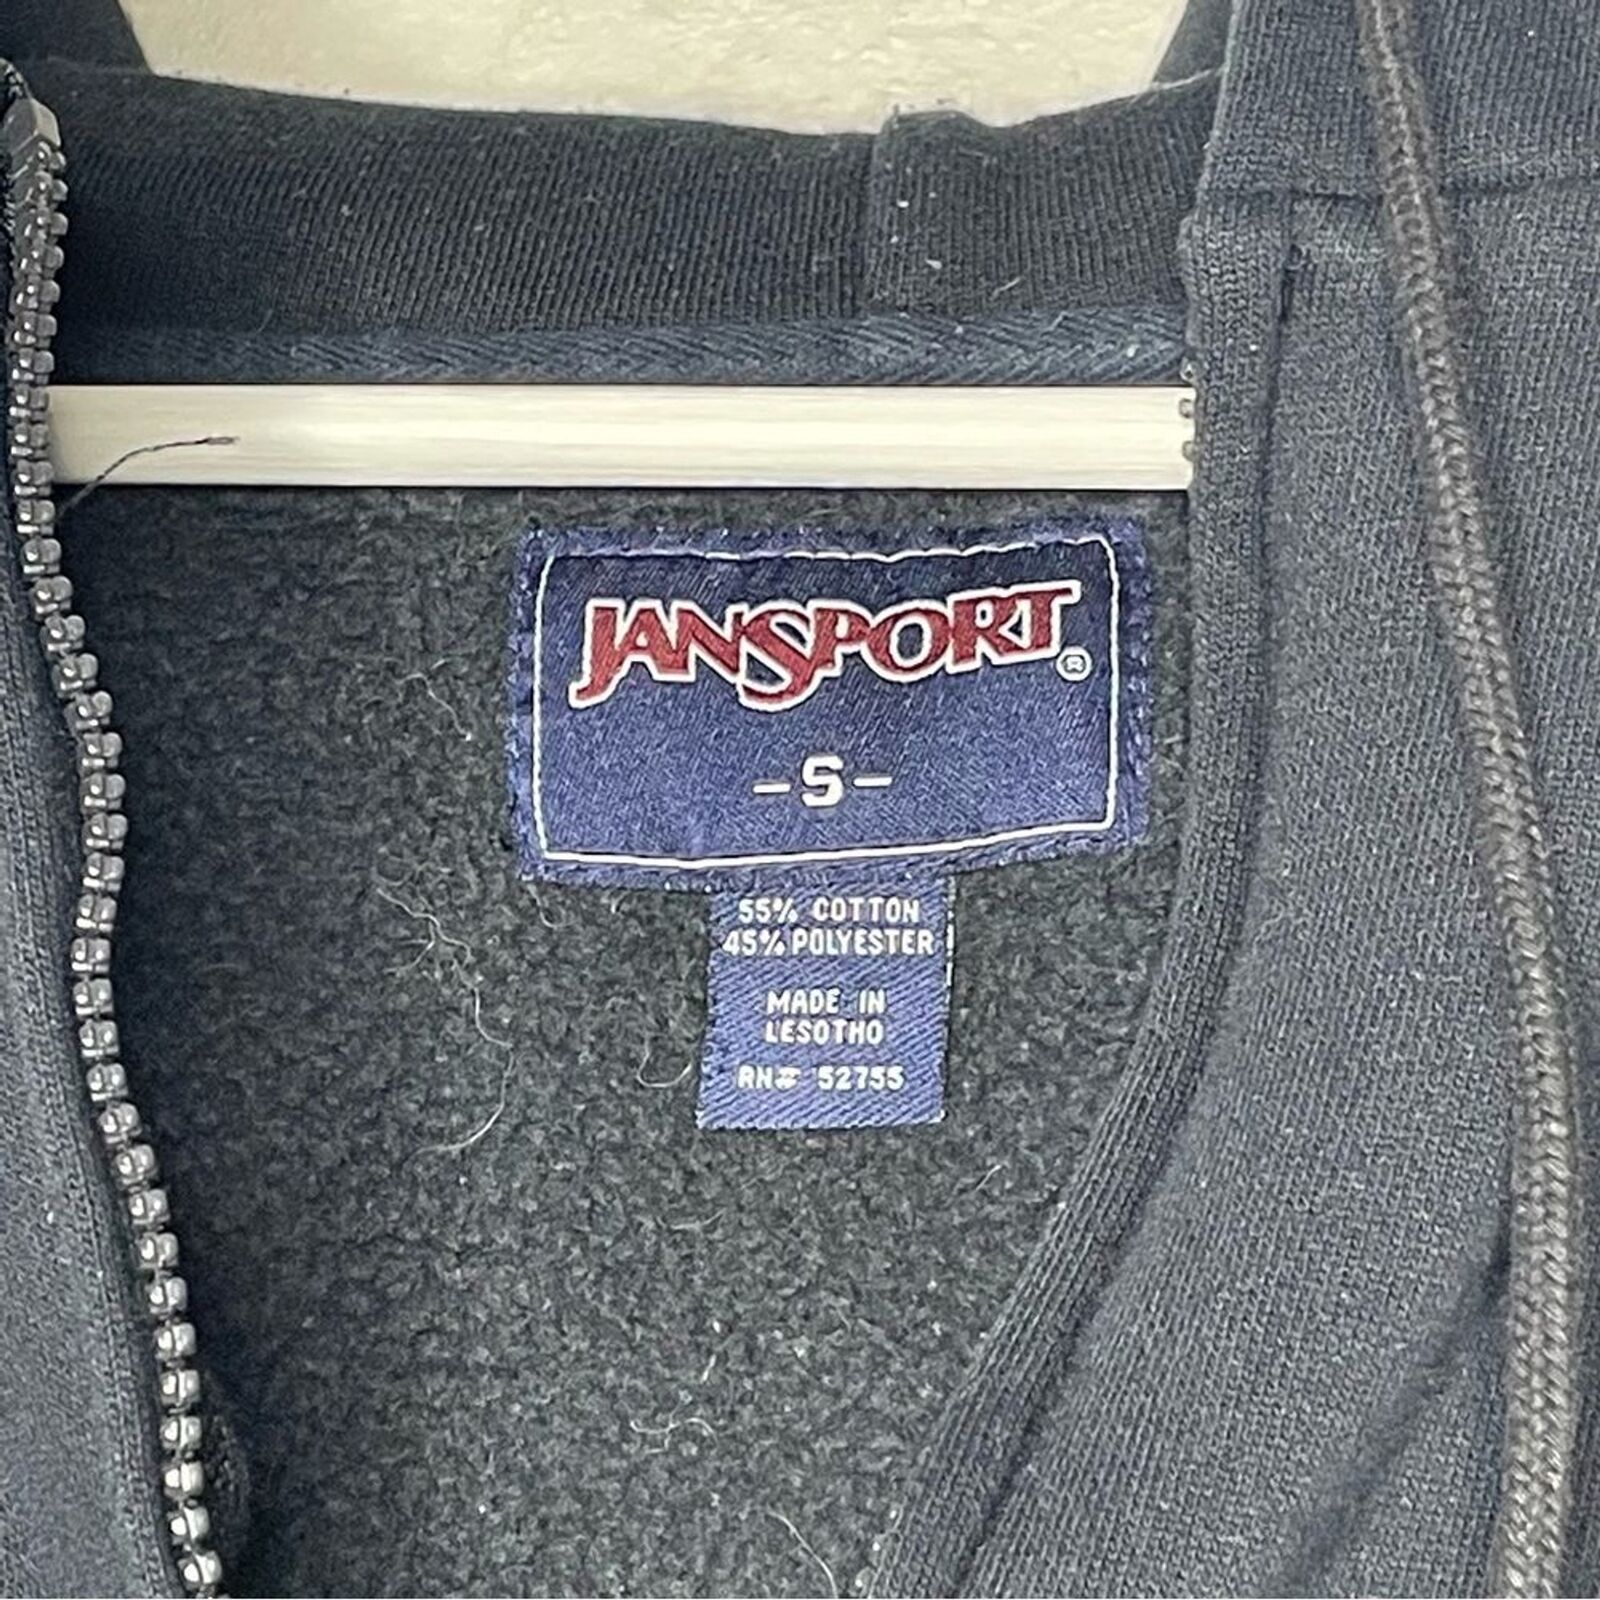 JANSPORT®
-S-
55% COTTON
45% POLYESTER
MADE IN
LESOTHO
RN# 52755